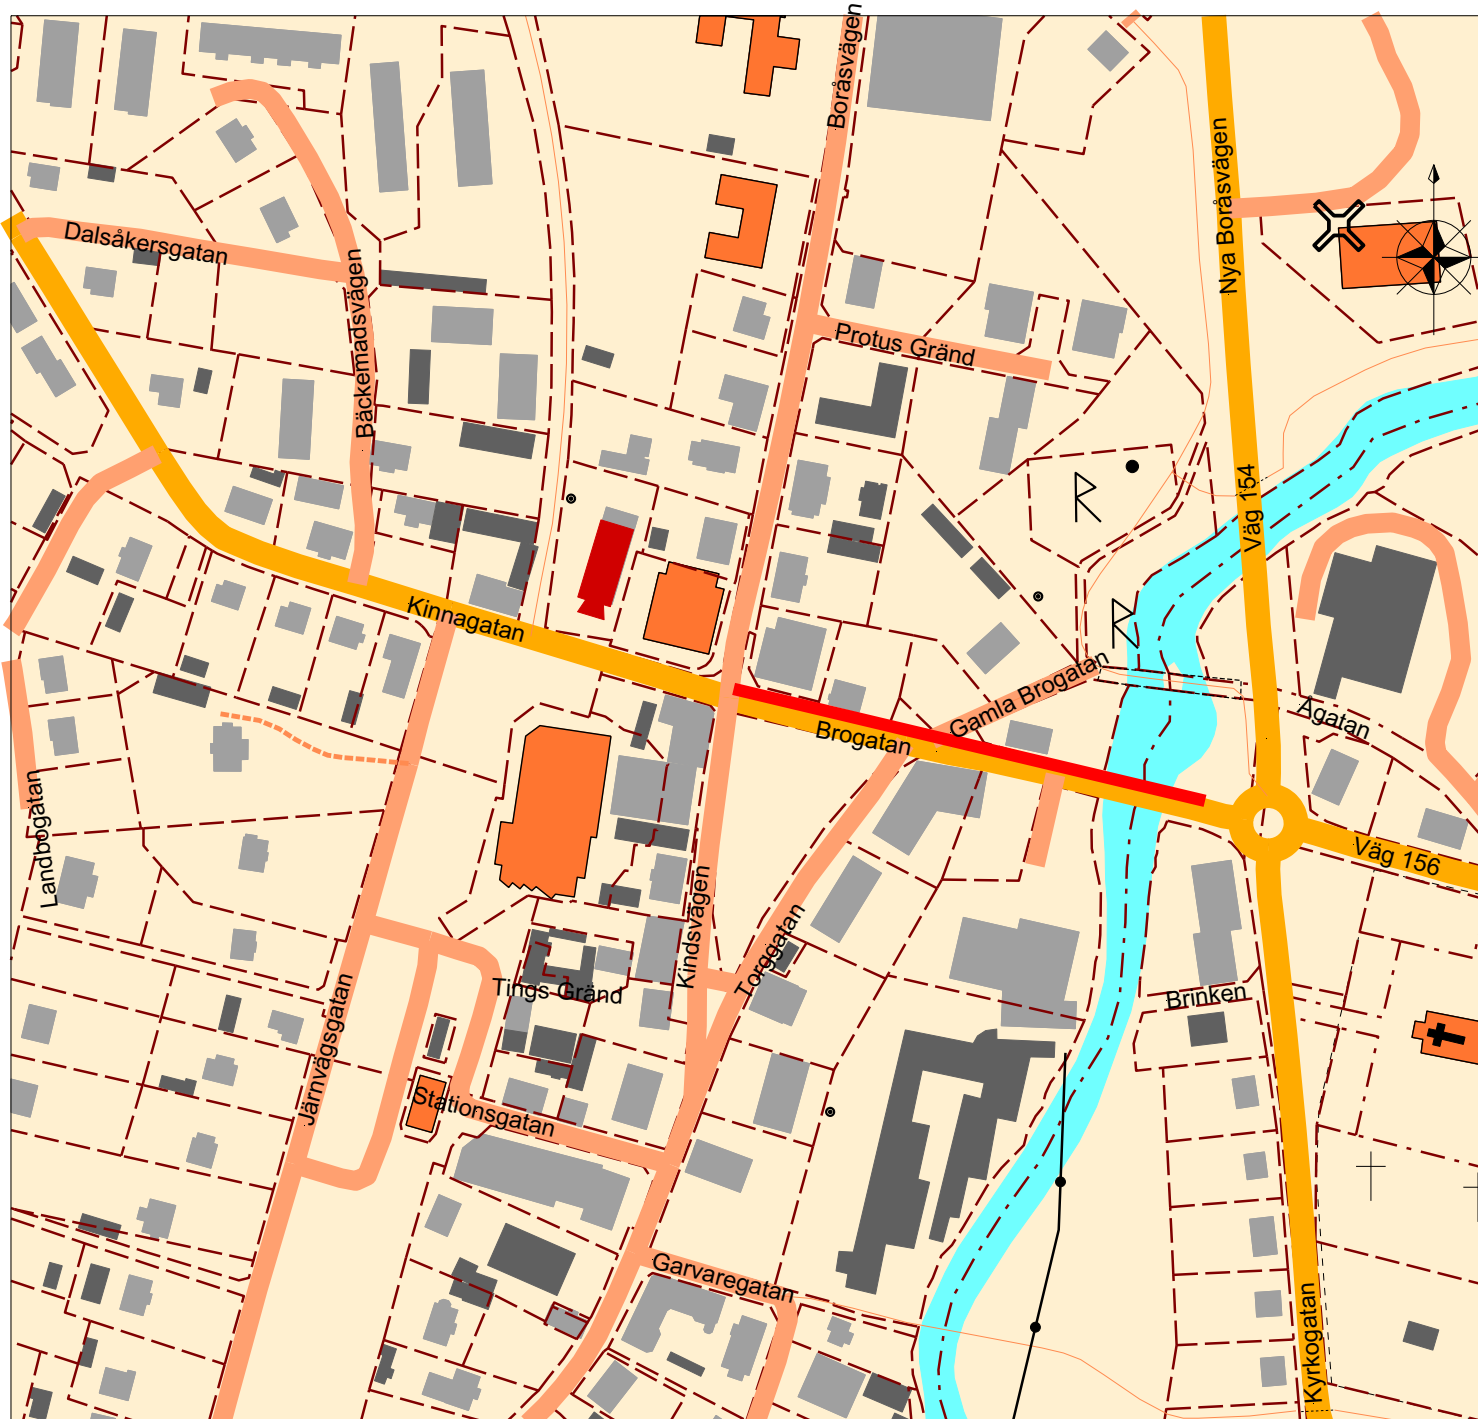 Boråsvägen
Nya Boråsvägen
Dalsåkersgatan
Bäckemadsvägen
Protus Gränd
Väg 154
R
R
Kinnagatan
Gamla Brogatan
Ågatan
Brogatan
Landbogatan
Väg 156
Kindsvägen
Torggatan
Tings Gränd
Brinken
Järnvägsgatan
Stationsgatan
Garvaregatan
Kyrkogatan